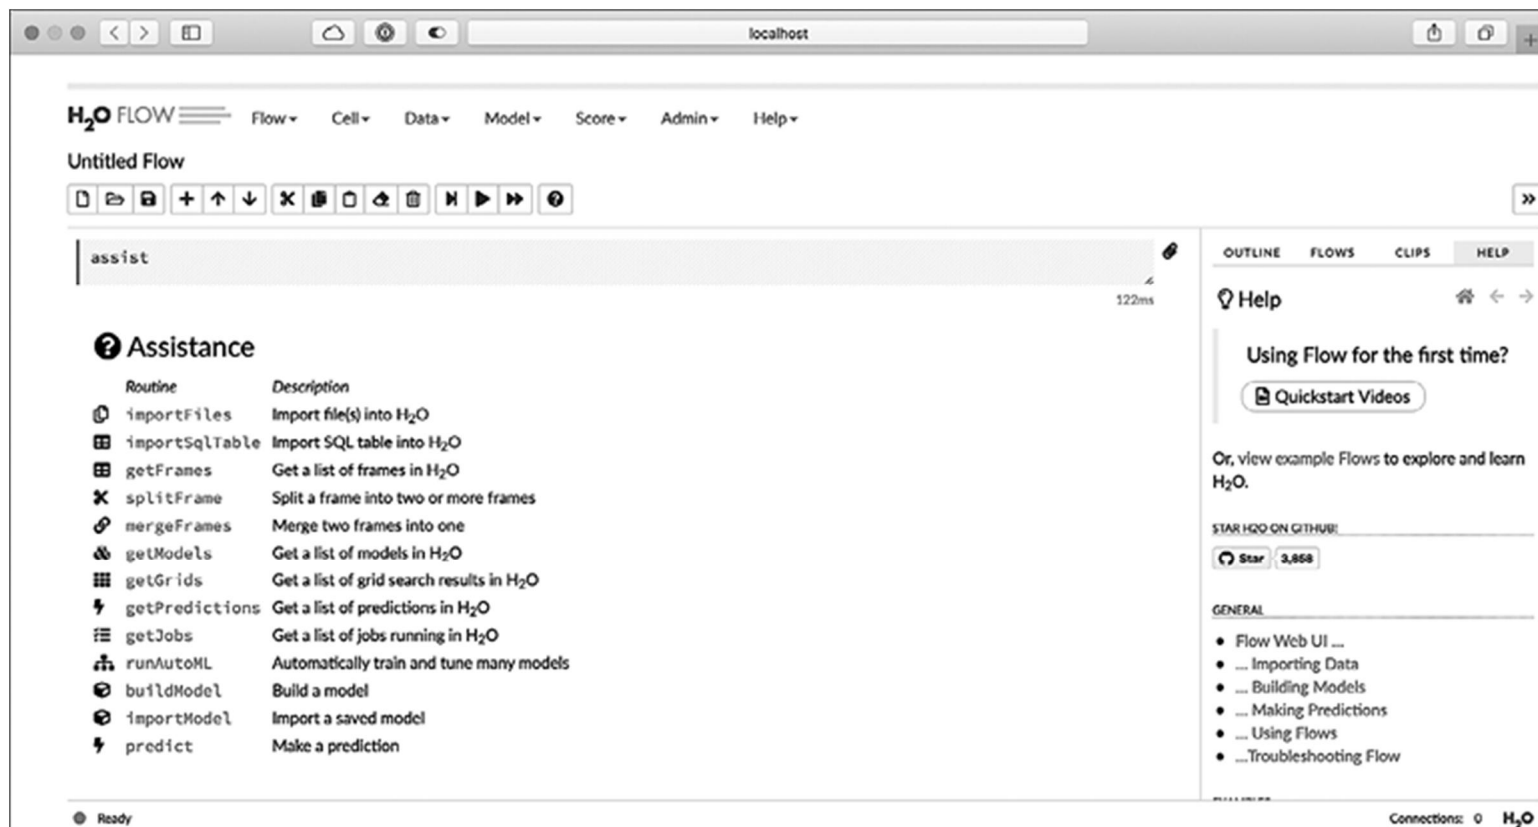 localhost
H2O FLOW
Flow Cell Data Model Score Admin Help
Untitled Flow
assist
122ms
Assistance
Routine Description
importFiles Import file(s) into H2O
importSqlTable Import SQL table into H2O
getFrames Get a list of frames in H2O
splitFrame Split a frame into two or more frames
mergeFrames Merge two frames into one
getModels Get a list of models in H2O
getGrids Get a list of grid search results in H2O
getPredictions Get a list of predictions in H2O
getJobs Get a list of jobs running in H2O
runAutoML Automatically train and tune many models
buildModel Build a model
importModel Import a saved model
predict Make a prediction
OUTLINE FLOWS CLIPS HELP
Help
Using Flow for the first time?
Quickstart Videos
Or, view example Flows to explore and learn
H2O.
STAR H2O ON GITHUB!
Star 3,858
GENERAL
Flow Web UI ...
... Importing Data
... Building Models
... Making Predictions
... Using Flows
...Troubleshooting Flow
Ready
Connections: 0 H2O